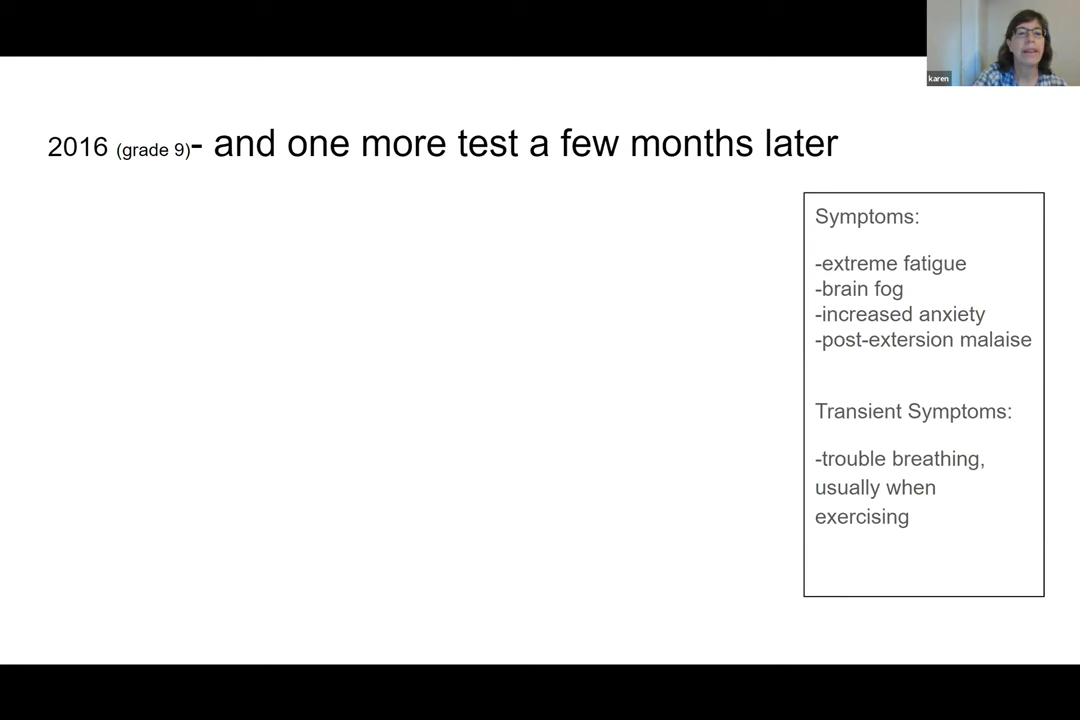 karen
2016 (grade 9)- and one more test a few months later
Symptoms:
-extreme fatigue
-brain fog
-increased anxiety
-post-extersion malaise
Transient Symptoms:
-trouble breathing,
usually when
exercising